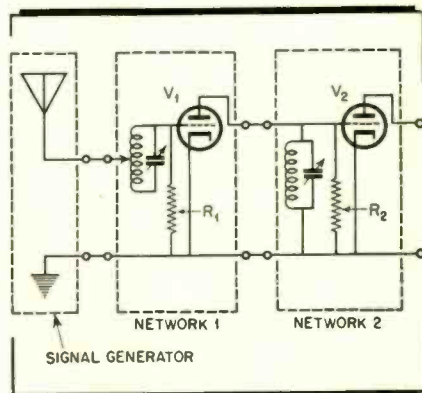 V1
V2
R1
R2
NETWORK 1
NETWORK 2
SIGNAL GENERATOR